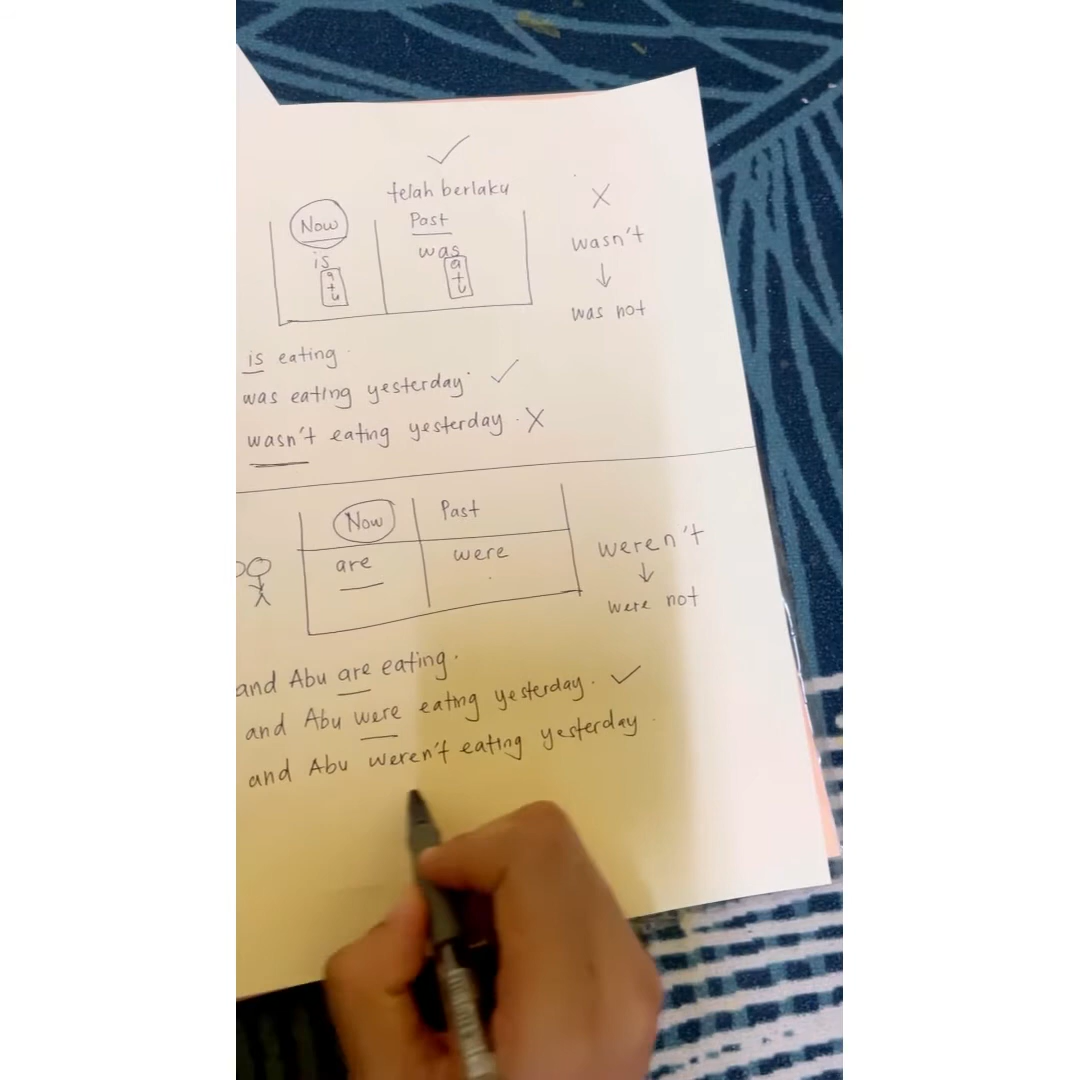 telah berlaku
Now Past
is was
satu satu
X
wasn't
was not
is eating.
was eating yesterday.
wasn't eating yesterday. X
Now Past
are were
weren't
were not
and Abu are eating.
and Abu were eating yesterday.
and Abu weren't eating yesterday.